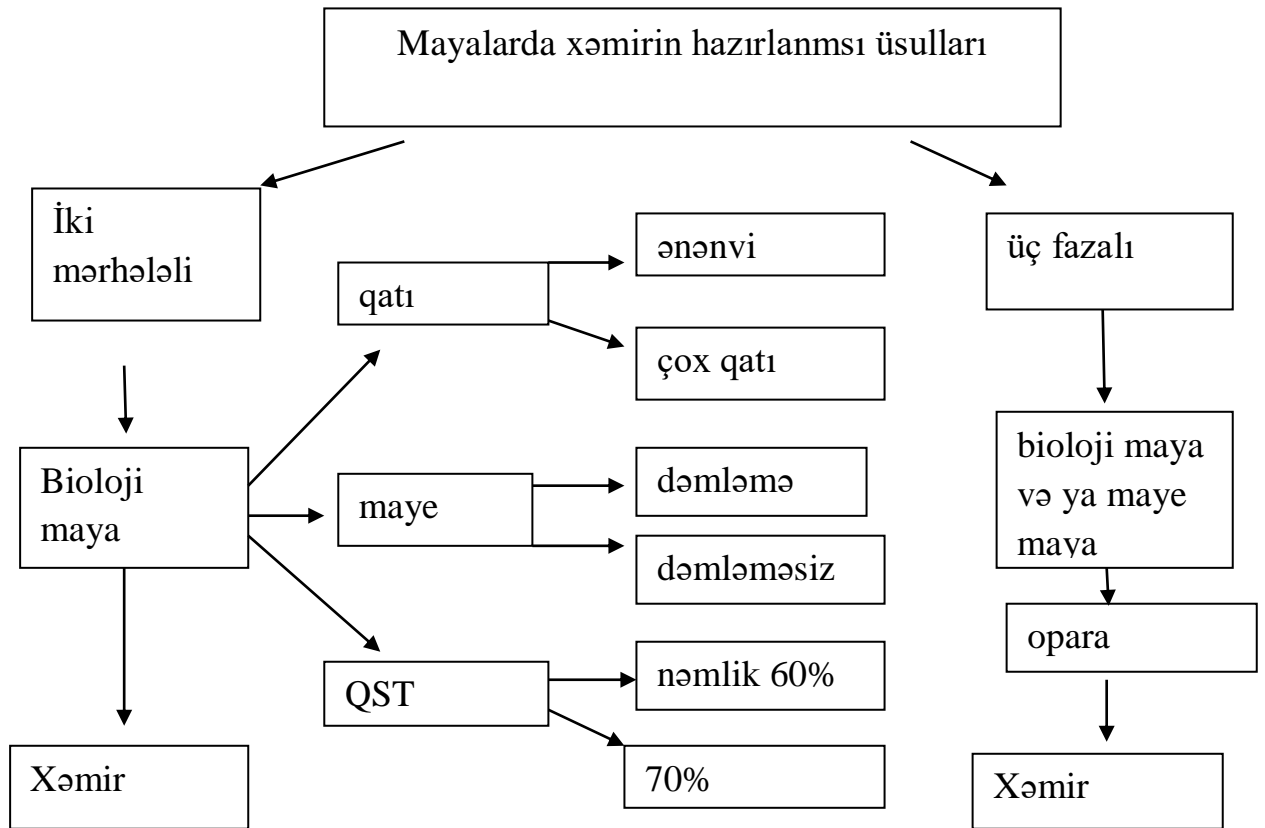 Mayalarda xəmirin hazırlanmsı üsulları
İki
mərhələli
qatı
ənənvi
çox qatı
üç fazalı
Bioloji
maya
maye
dəmləmə
dəmləməsiz
bioloji maya
və ya maye
maya
QST
nəmlik 60%
70%
opara
Xəmir
Xəmir